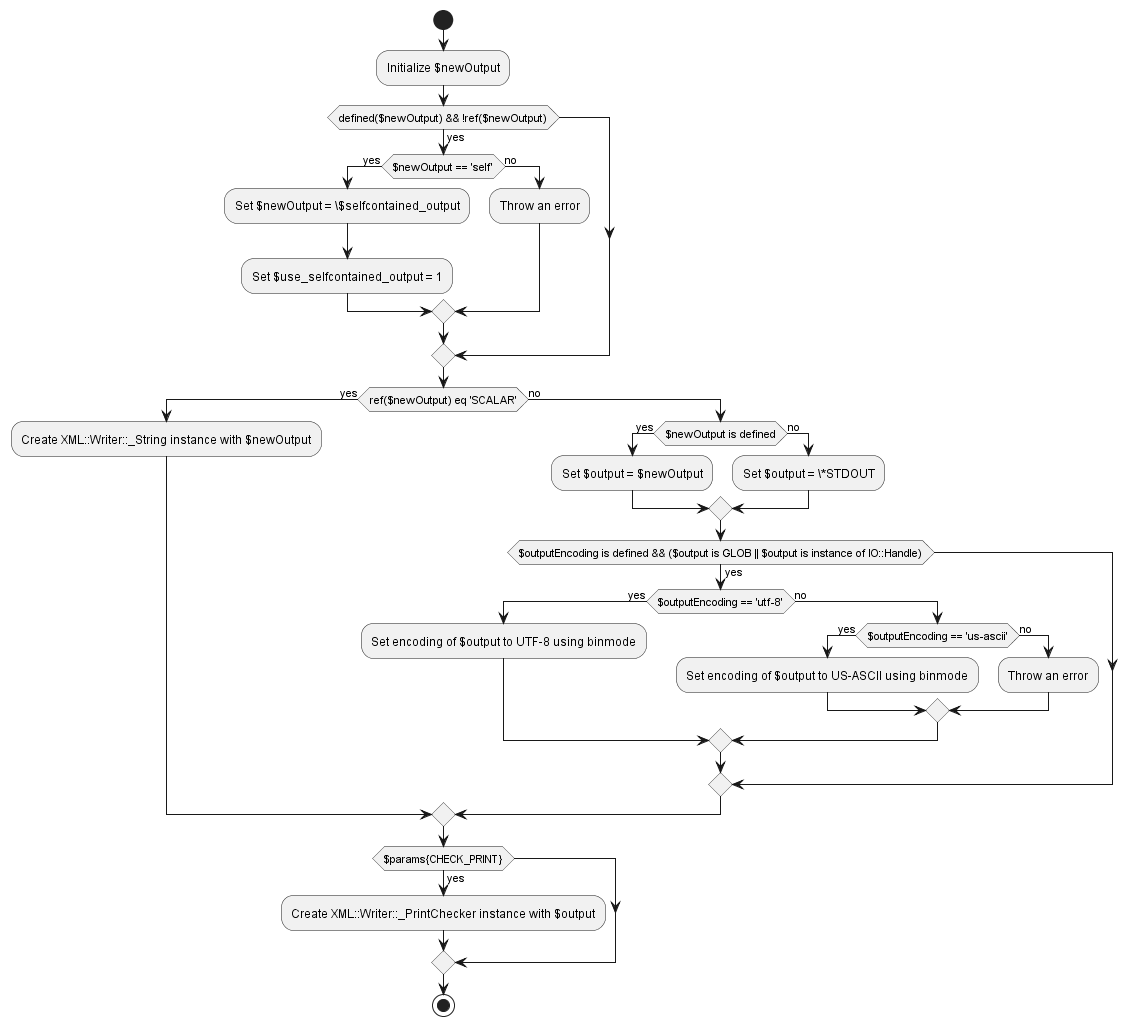 Initialize $newOutput
defined($newOutput) && !ref($newOutput)
yes
yes
$newOutput == 'self'
no
Set $newOutput = \$selfcontained_output
Throw an error
Set $use_selfcontained_output = 1
yes
ref($newOutput) eq 'SCALAR'
no
Create XML::Writer::_String instance with $newOutput
yes
$newOutput is defined
no
Set $output = $newOutput
Set $output = \*STDOUT
$outputEncoding is defined && ($output is GLOB || $output is instance of IO::Handle)
yes
yes
$outputEncoding == 'utf-8'
no
Set encoding of $output to UTF-8 using binmode
yes
$outputEncoding == 'us-ascii'
no
Set encoding of $output to US-ASCII using binmode
Throw an error
$params{CHECK_PRINT}
yes
Create XML::Writer::_PrintChecker instance with $output